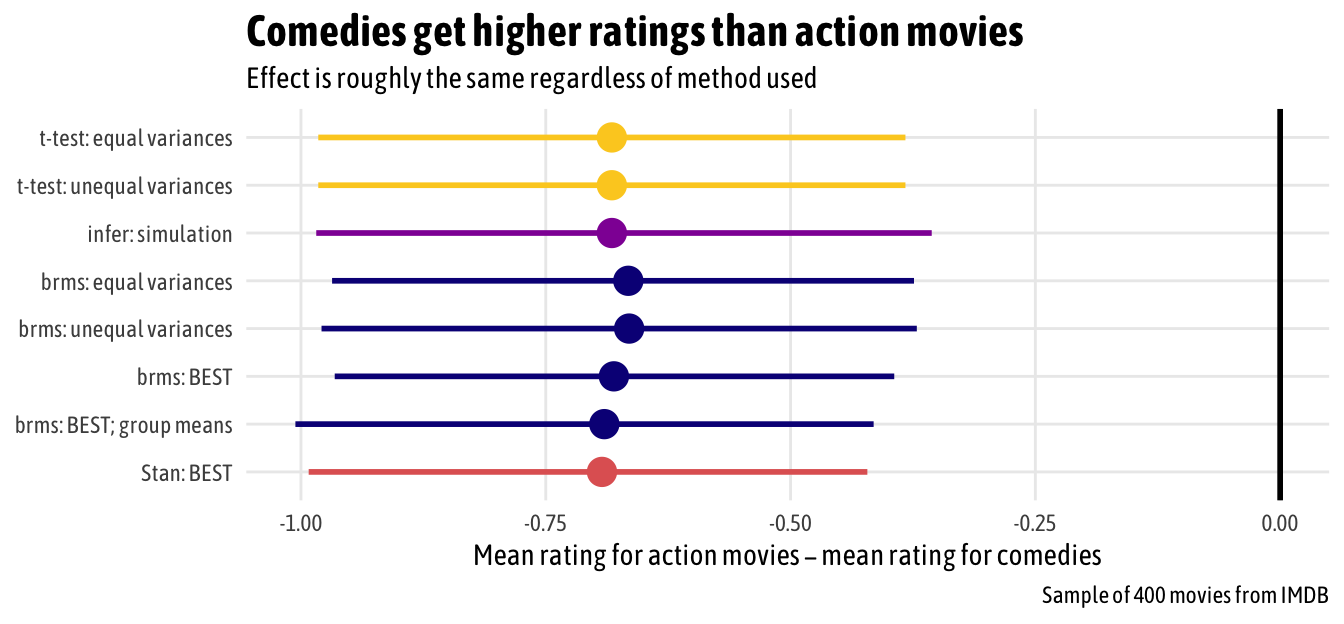 Comedies get higher ratings than action movies
Effect is roughly the same regardless of method used
t-test: equal variances
t-test: unequal variances
infer: simulation
brms: equal variances
brms: unequal variances
brms: BEST
brms: BEST; group means
Stan: BEST
-1.00 -0.75 -0.50 -0.25 0.00
Mean rating for action movies – mean rating for comedies
Sample of 400 movies from IMDB